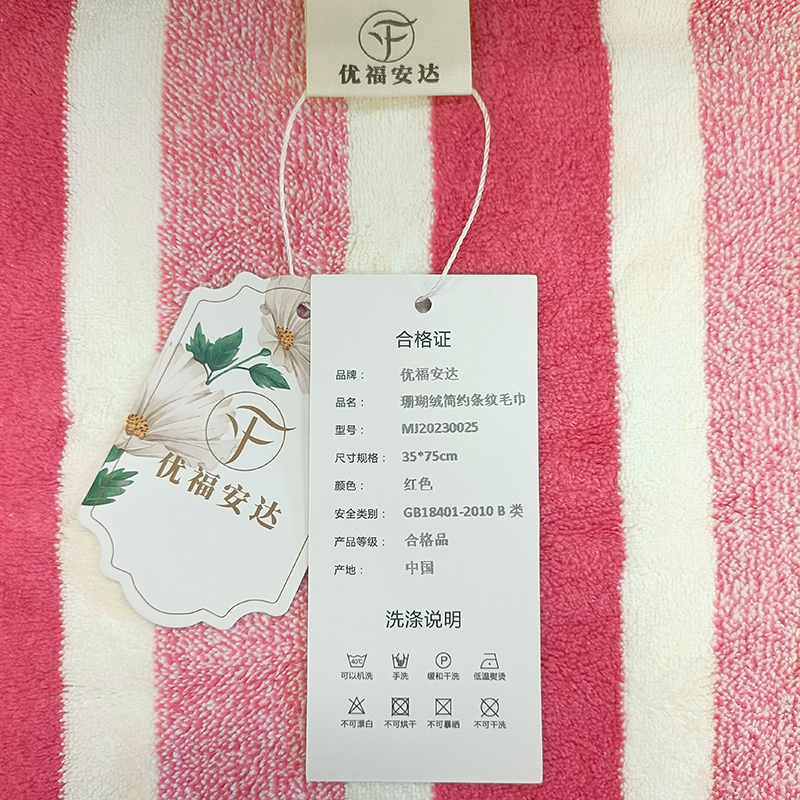 优福安达
优福安达
合格证
品牌： 优福安达
品名： 珊瑚绒简约条纹毛巾
型号： MJ20230025
尺寸规格： 35*75cm
颜色： 红色
安全类别： GB18401-2010 B 类
产品等级： 合格品
产地： 中国
洗涤说明
40℃ P
可以机洗 手洗 缓和干洗 低温熨烫
不可漂白 不可烘干 不可暴晒 不可干洗